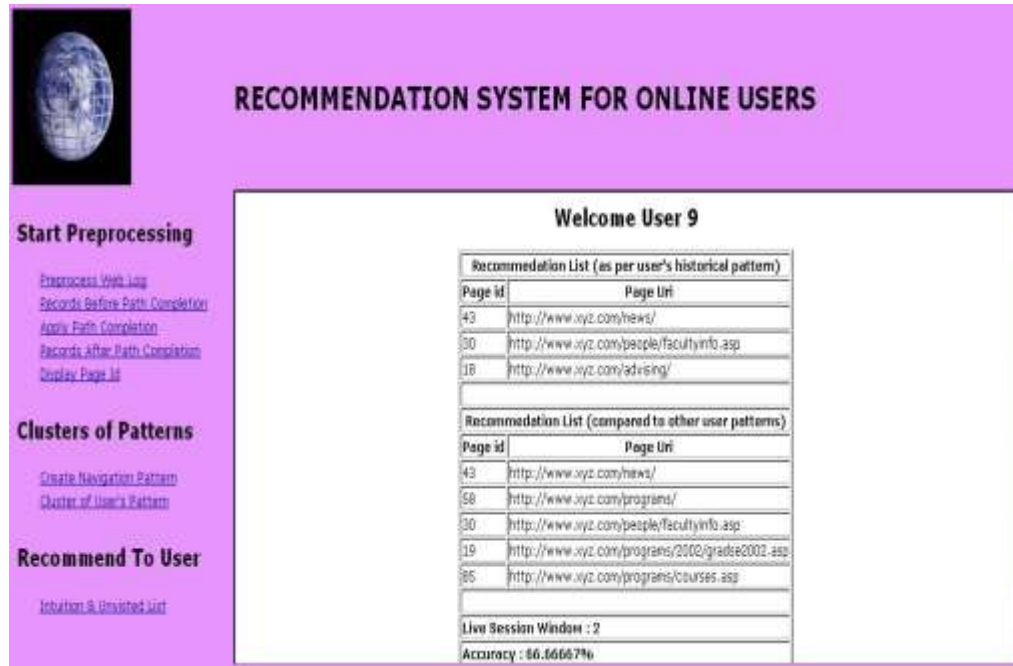 RECOMMENDATION SYSTEM FOR ONLINE USERS
Start Preprocessing
Preprocess Web Log
Records Before Path Completion
Apply Path Completion
Records After Path Completion
Display Page Id
Clusters of Patterns
Create Navigation Pattern
Cluster of User's Pattern
Recommend To User
Intuition & Unvisted List
Welcome User 9
Recommedation List (as per user's historical pattern)
Page id Page Url
43 http://www.xyz.com/news/
30 http://www.xyz.com/people/facultyinfo.asp
18 http://www.xyz.com/advising/
Recommedation List (compared to other user patterns)
Page id Page Url
43 http://www.xyz.com/news/
58 http://www.xyz.com/programs/
30 http://www.xyz.com/people/facultyinfo.asp
19 http://www.xyz.com/programs/2002/gradse2002.asp
85 http://www.xyz.com/programs/courses.asp
Live Session Window : 2
Accuracy : 66.66667%